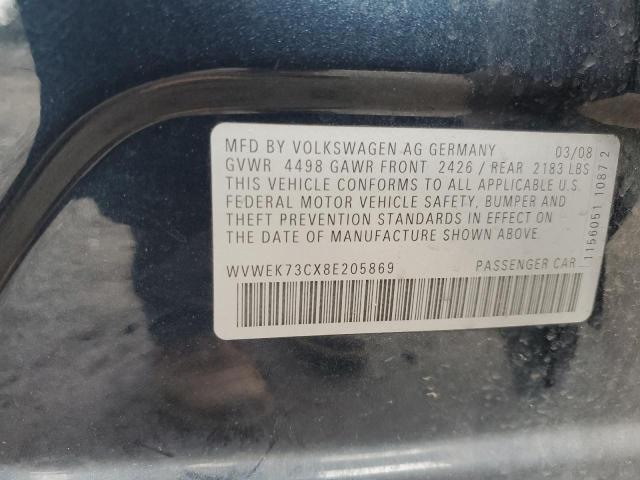 MFD BY VOLKSWAGEN AG GERMANY 03/08
GVWR 4498 GAWR FRONT 2426 / REAR 2183 LBS
THIS VEHICLE CONFORMS TO ALL APPLICABLE U.S.
FEDERAL MOTOR VEHICLE SAFETY, BUMPER AND
THEFT PREVENTION STANDARDS IN EFFECT ON
THE DATE OF MANUFACTURE SHOWN ABOVE.
WVWEK73CX8E205869 PASSENGER CAR
1156051 1087 2